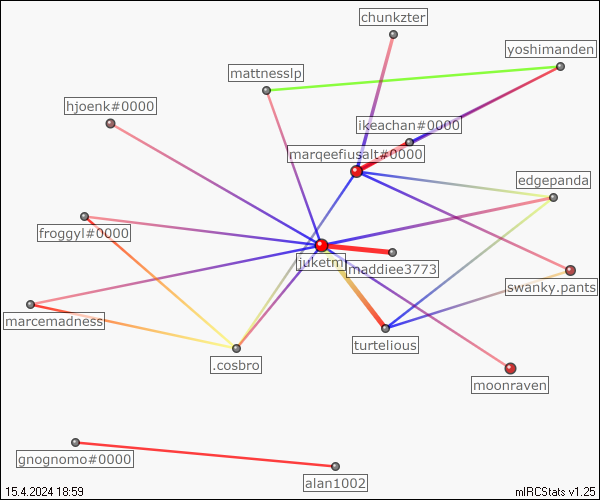 chunkzter
yoshimanden
mattnesslp
hjoenk#0000
ikeachan#0000
marqeefiusalt#0000
edgepanda
froggyl#0000
juketm
maddiee3773
swanky.pants
marcemadness
turtelious
.cosbro
moonraven
gnognomo#0000
alan1002
15.4.2024 18:59
mIRCStats v1.25